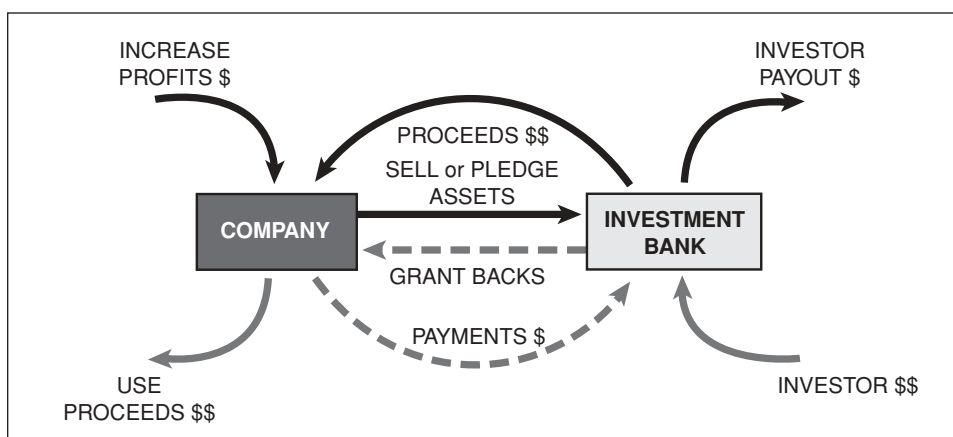 INCREASE
PROFITS $
INVESTOR
PAYOUT $
PROCEEDS $$
SELL or PLEDGE
ASSETS
COMPANY
INVESTMENT
BANK
GRANT BACKS
PAYMENTS $
USE
PROCEEDS $$
INVESTOR $$